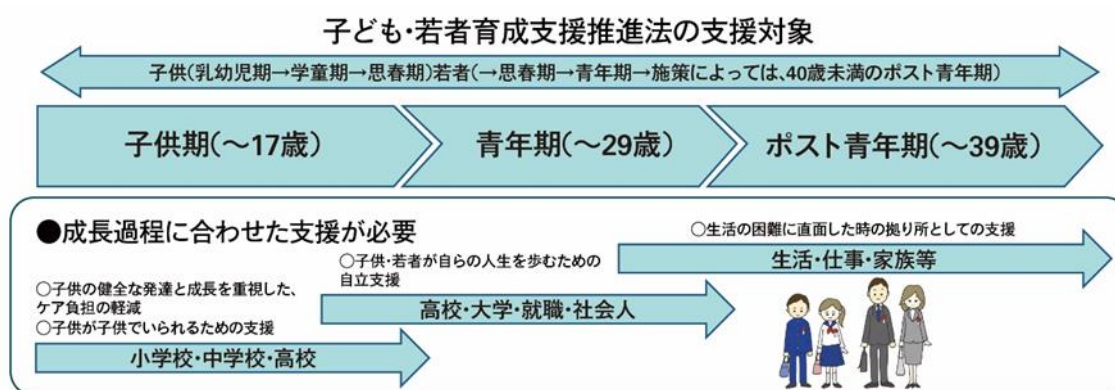 子ども・若者育成支援推進法の支援対象
子供(乳幼児期→学童期→思春期)若者(→思春期→青年期→施策によっては、40歳未満のポスト青年期)
子供期(～17歳)
青年期(～29歳)
ポスト青年期(～39歳)
●成長過程に合わせた支援が必要
○子供の健全な発達と成長を重視した、
ケア負担の軽減
○子供が子供でいられるための支援
小学校・中学校・高校
○子供・若者が自らの人生を歩むための
自立支援
高校・大学・就職・社会人
○生活の困難に直面した時の拠り所としての支援
生活・仕事・家族等